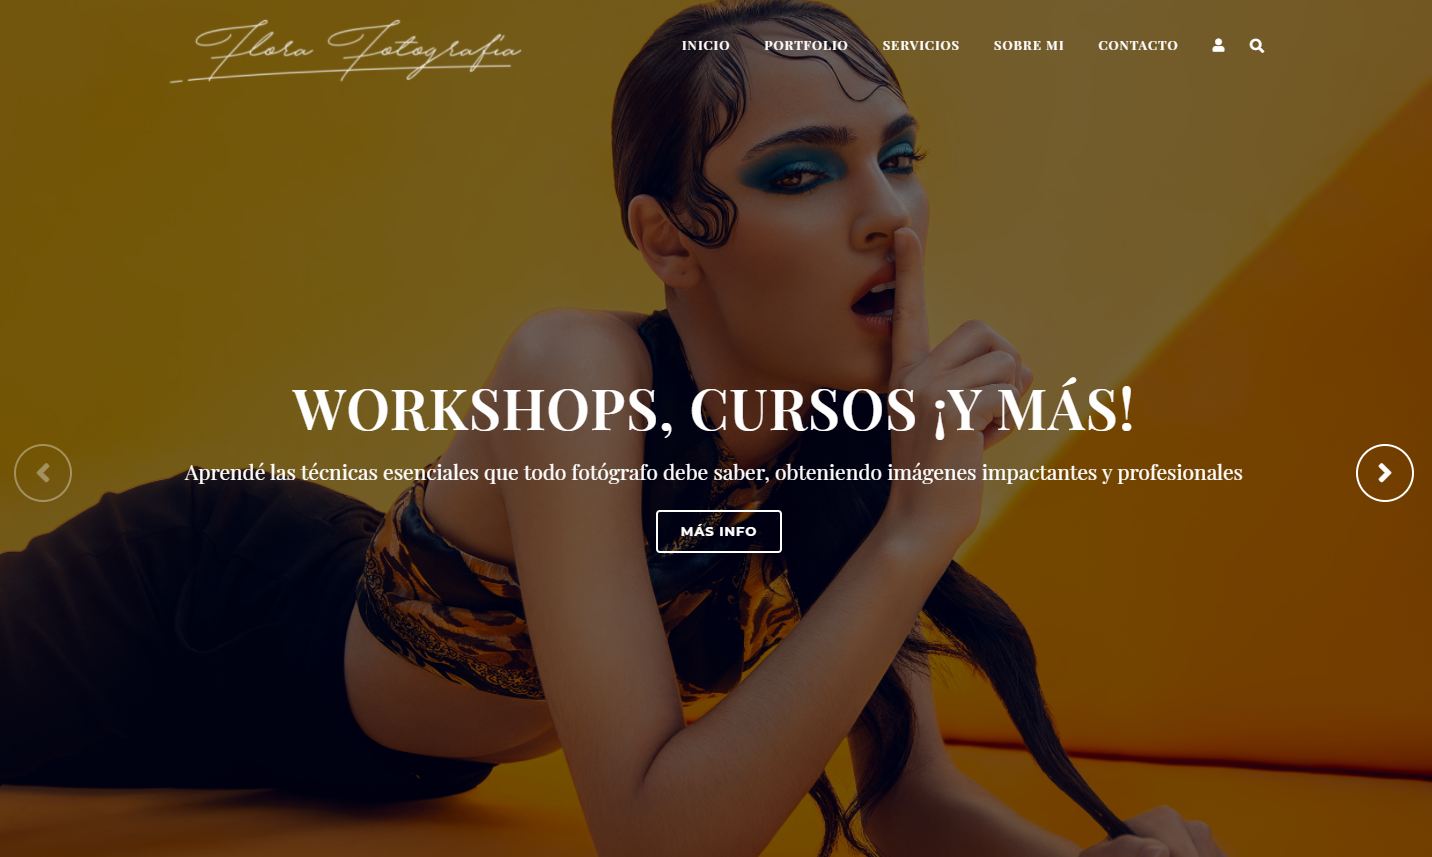 Flora Fotografía
INICIO PORTFOLIO SERVICIOS SOBRE MI CONTACTO
WORKSHOPS, CURSOS ¡Y MÁS!
Aprendé las técnicas esenciales que todo fotógrafo debe saber, obteniendo imágenes impactantes y profesionales
MÁS INFO